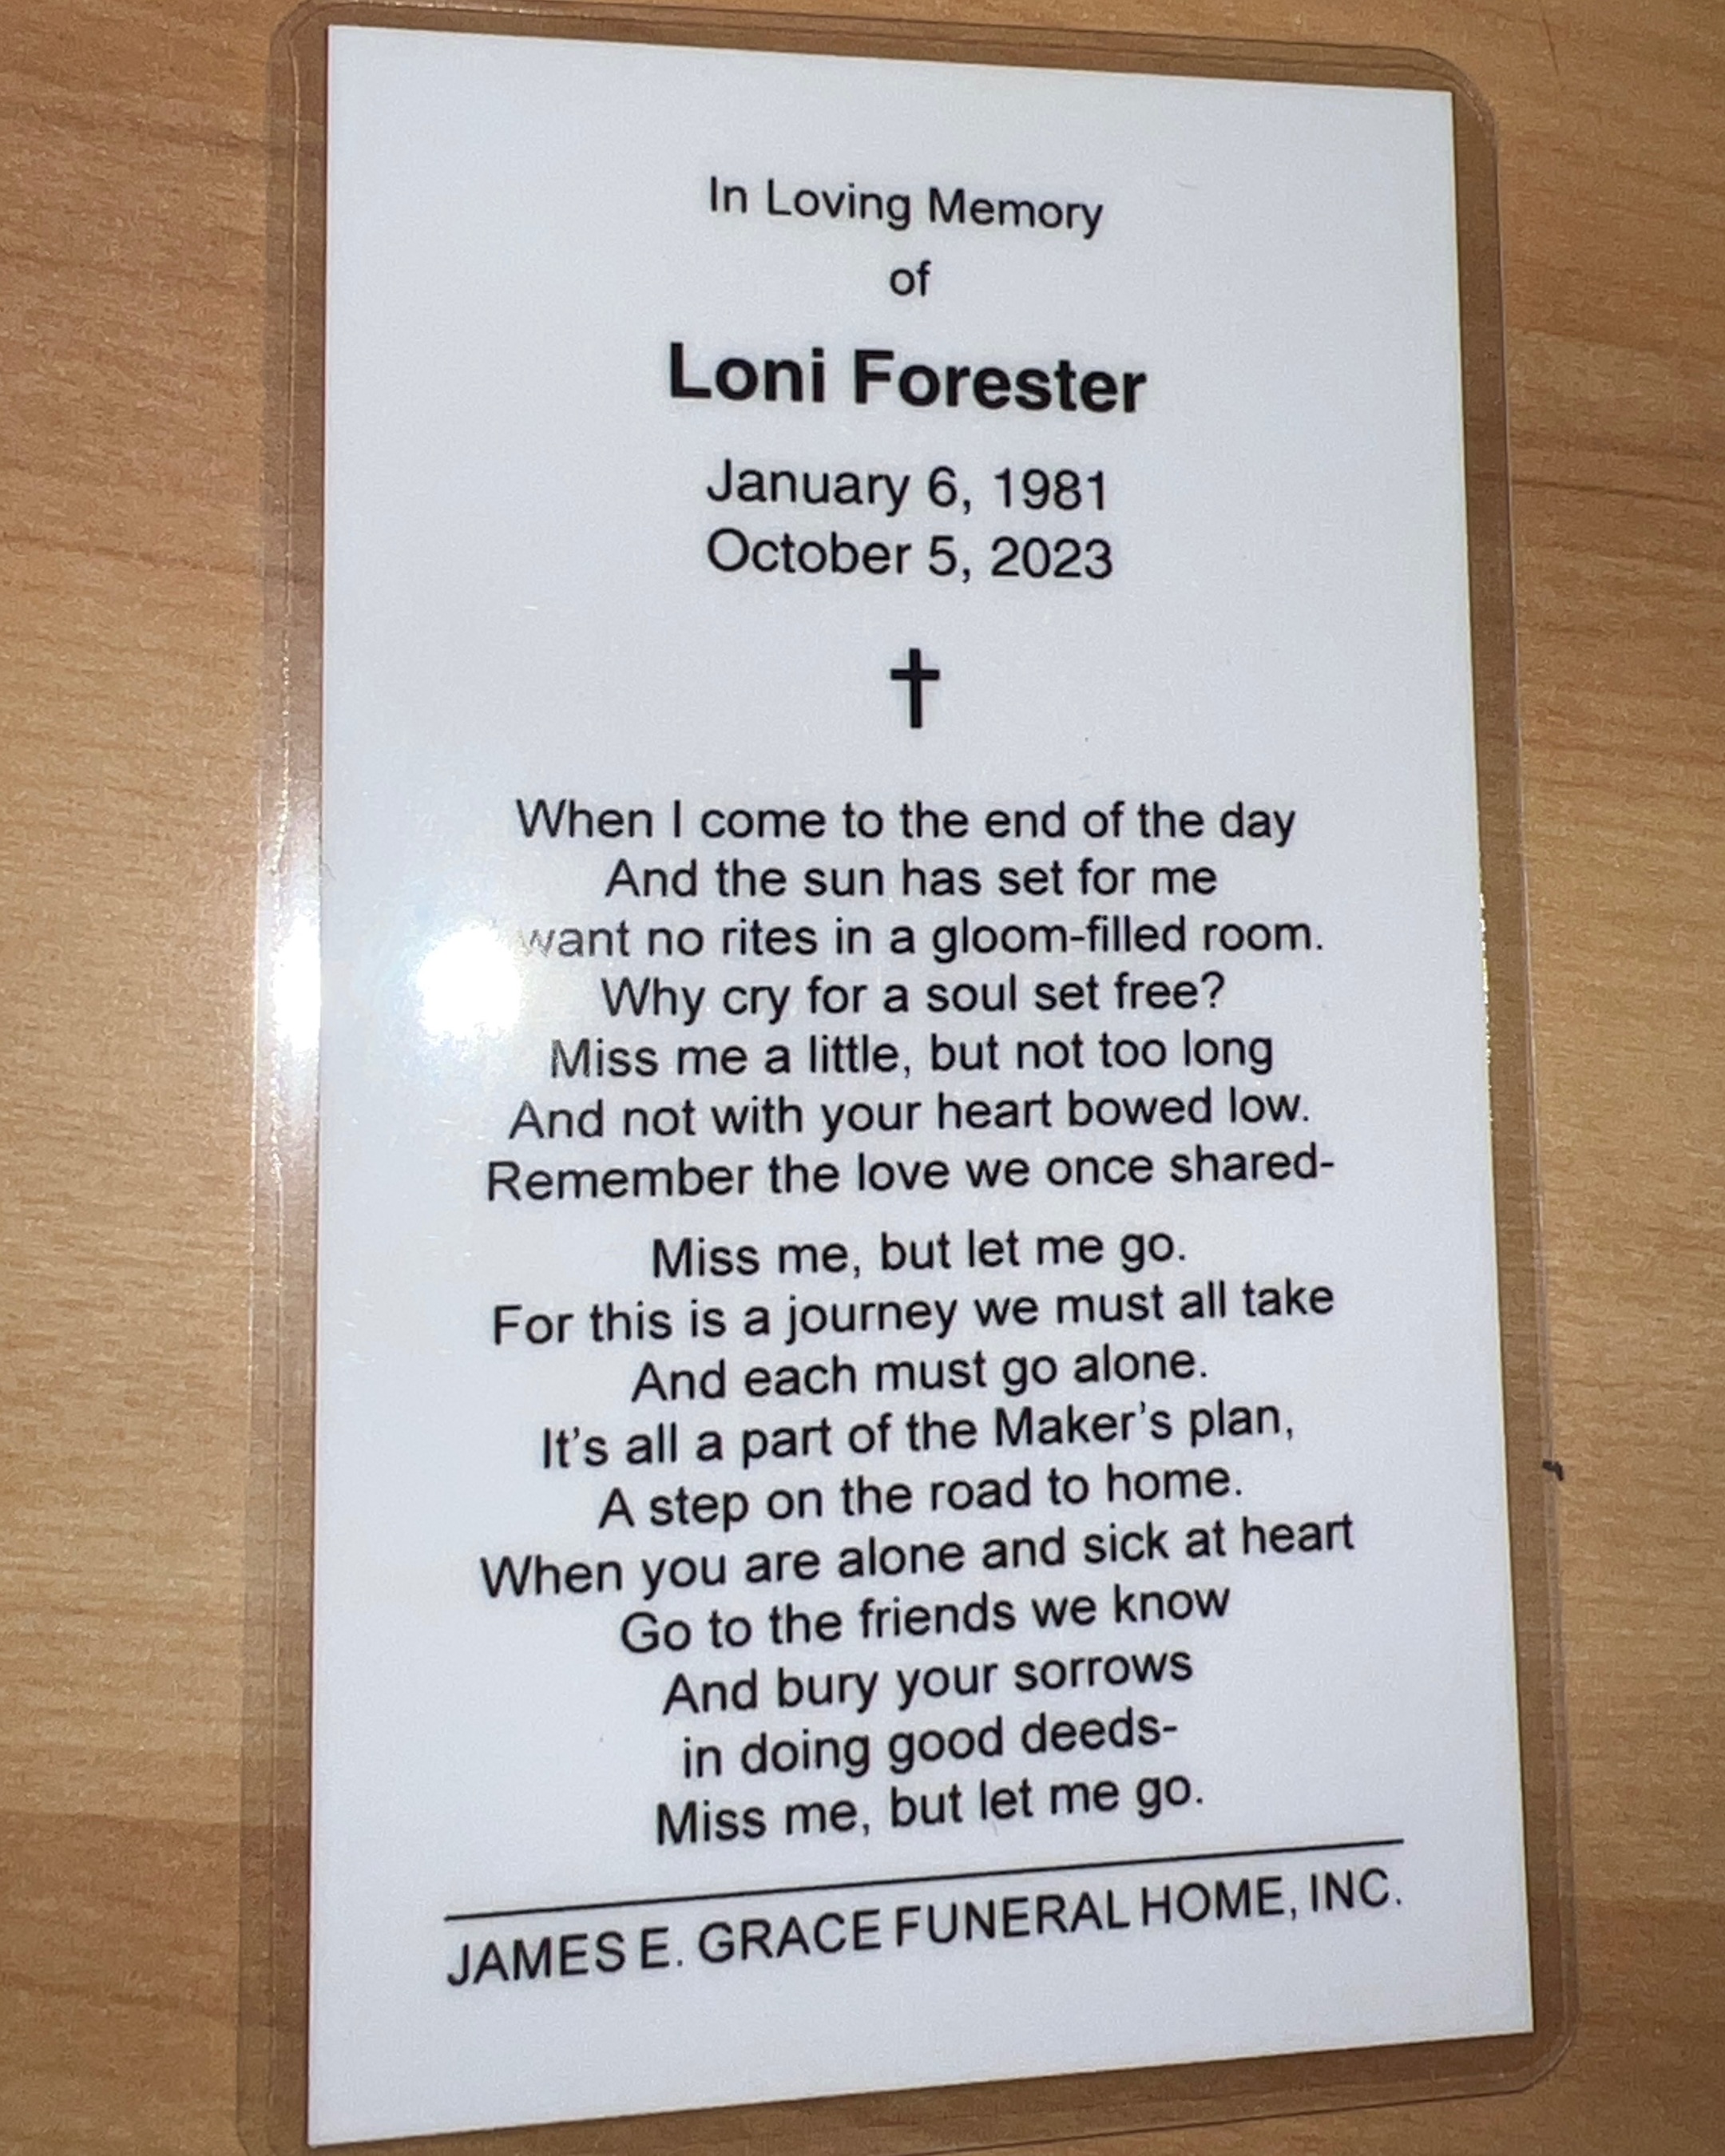 In Loving Memory
of
Loni Forester
January 6, 1981
October 5, 2023
When I come to the end of the day
And the sun has set for me
want no rites in a gloom-filled room.
Why cry for a soul set free?
Miss me a little, but not too long
And not with your heart bowed low.
Remember the love we once shared-
Miss me, but let me go.
For this is a journey we must all take
And each must go alone.
It's all a part of the Maker's plan,
A step on the road to home.
When you are alone and sick at heart
Go to the friends we know
And bury your sorrows
in doing good deeds-
Miss me, but let me go.
JAMES E. GRACE FUNERAL HOME, INC.